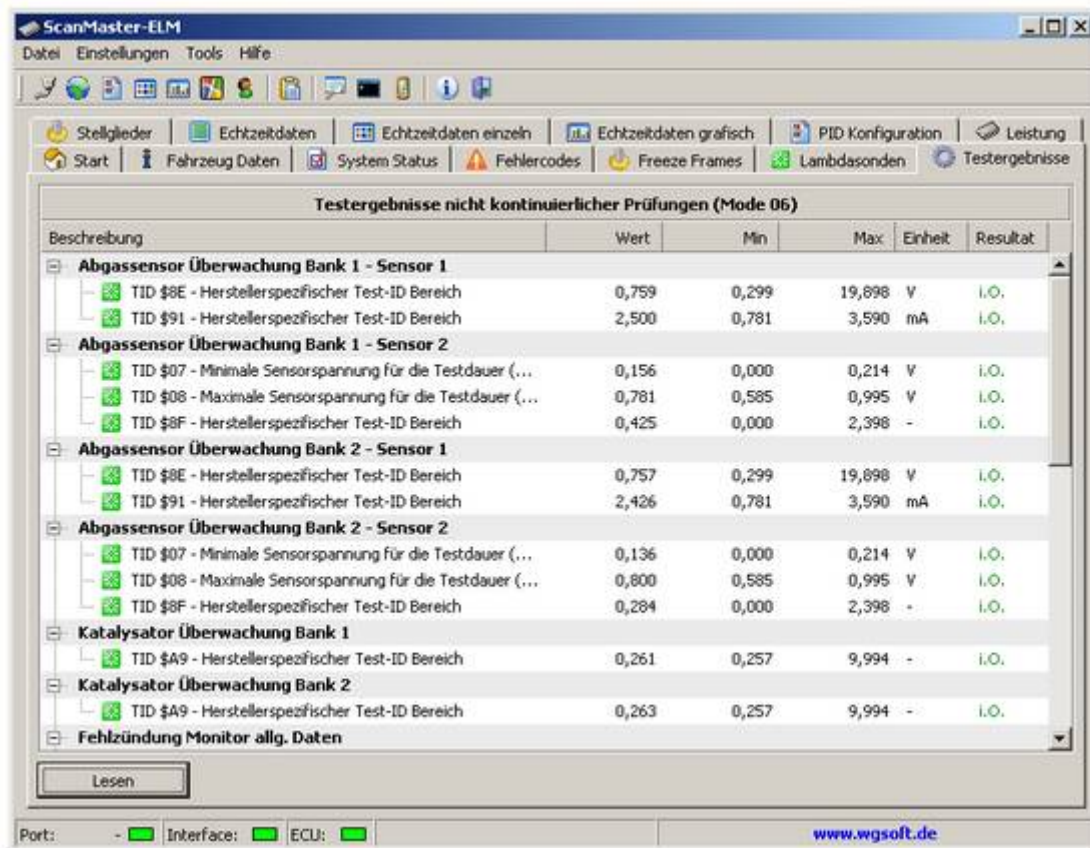 ScanMaster-ELM
Datei Einstellungen Tools Hilfe
Stellglieder Echtzeitdaten Echtzeitdaten einzeln Echtzeitdaten grafisch PID Konfiguration Leistung
Start Fahrzeug Daten System Status Fehlercodes Freeze Frames Lambdasonden Testergebnisse
Testergebnisse nicht kontinuierlicher Prüfungen (Mode 06)
Beschreibung Wert Min Max Einheit Resultat
Abgassensor Überwachung Bank 1 - Sensor 1
TID $8E - Herstellerspezifischer Test-ID Bereich 0,759 0,299 19,898 V i.O.
TID $91 - Herstellerspezifischer Test-ID Bereich 2,500 0,781 3,590 mA i.O.
Abgassensor Überwachung Bank 1 - Sensor 2
TID $07 - Minimale Sensorspannung für die Testdauer (... 0,156 0,000 0,214 V i.O.
TID $08 - Maximale Sensorspannung für die Testdauer (... 0,781 0,585 0,995 V i.O.
TID $8F - Herstellerspezifischer Test-ID Bereich 0,425 0,000 2,398 - i.O.
Abgassensor Überwachung Bank 2 - Sensor 1
TID $8E - Herstellerspezifischer Test-ID Bereich 0,757 0,299 19,898 V i.O.
TID $91 - Herstellerspezifischer Test-ID Bereich 2,426 0,781 3,590 mA i.O.
Abgassensor Überwachung Bank 2 - Sensor 2
TID $07 - Minimale Sensorspannung für die Testdauer (... 0,136 0,000 0,214 V i.O.
TID $08 - Maximale Sensorspannung für die Testdauer (... 0,800 0,585 0,995 V i.O.
TID $8F - Herstellerspezifischer Test-ID Bereich 0,284 0,000 2,398 - i.O.
Katalysator Überwachung Bank 1
TID $A9 - Herstellerspezifischer Test-ID Bereich 0,261 0,257 9,994 - i.O.
Katalysator Überwachung Bank 2
TID $A9 - Herstellerspezifischer Test-ID Bereich 0,263 0,257 9,994 - i.O.
Fehlzündung Monitor allg. Daten
Lesen
Port: - Interface: ECU: www.wgsoft.de